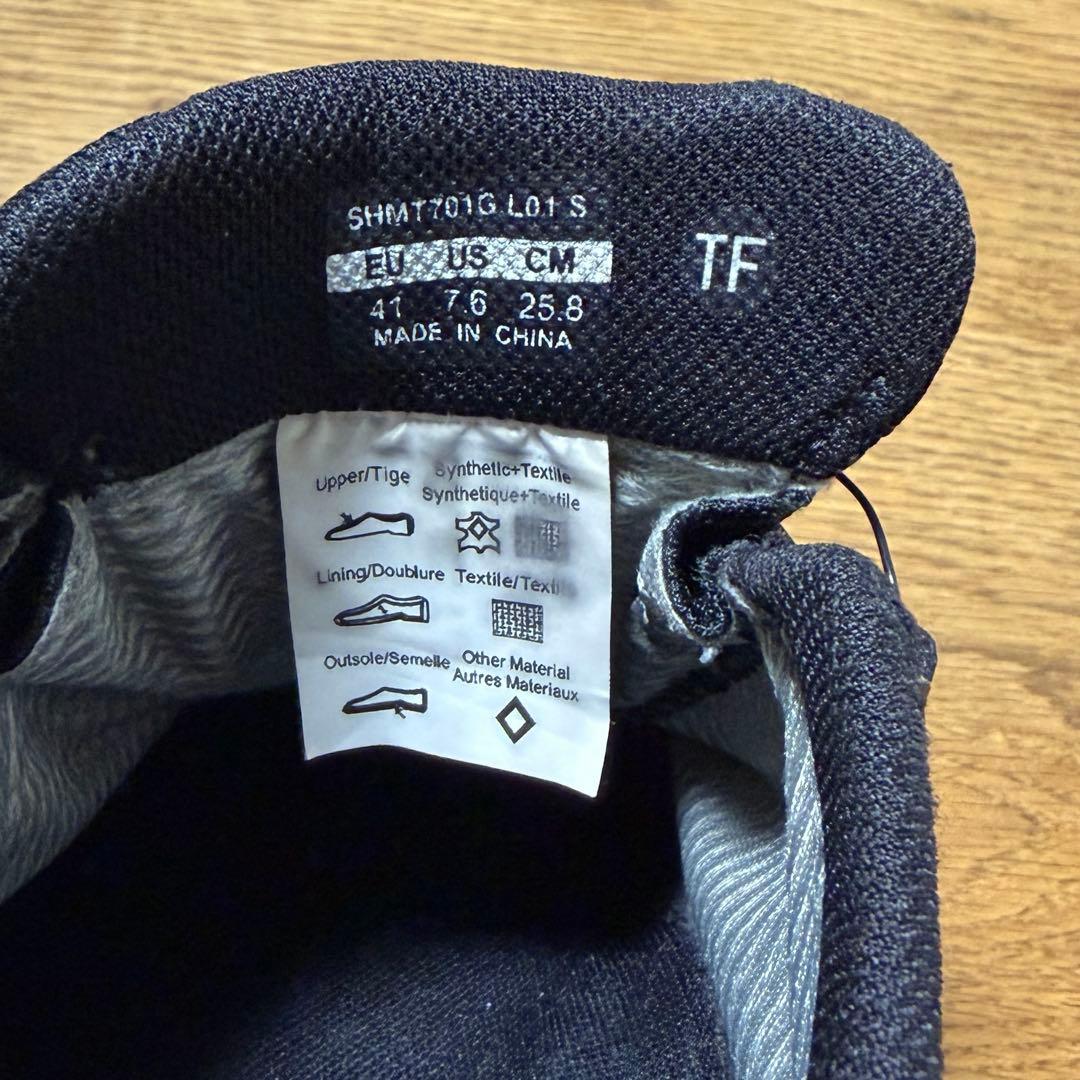 SHMT701G L01 S
EU US CM
41 7.6 25.8
MADE IN CHINA
TF
Upper/Tige Synthetic+Textile
Synthetique+Textile
Lining/Doublure Textile/
Outsole/Semelle Other Material
Autres Materiaux